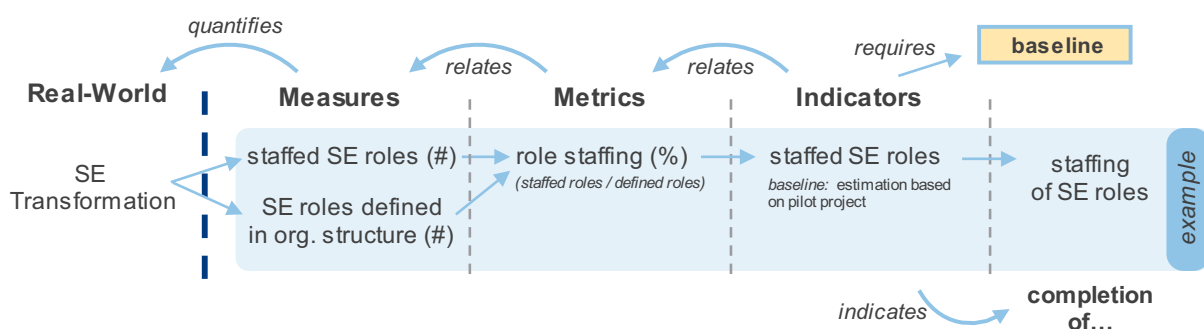 quantifies
relates
relates
requires
baseline
Real-World
Measures
Metrics
Indicators
SE
Transformation
staffed SE roles (#)
SE roles defined
in org. structure (#)
role staffing (%)
(staffed roles / defined roles)
staffed SE roles
baseline: estimation based
on pilot project
staffing
of SE roles
example
indicates
completion
of...